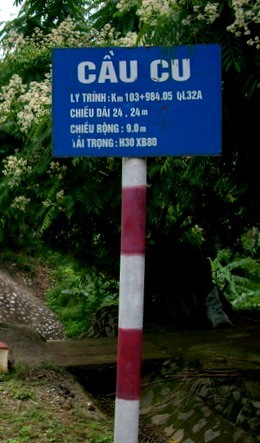 CẦU CU
LÝ TRÌNH : Km 103+984.05 QL32A
CHIỀU DÀI 24 , 24 m
CHIỀU RỘNG : 9.0 m
TẢI TRỌNG : H30 XB80